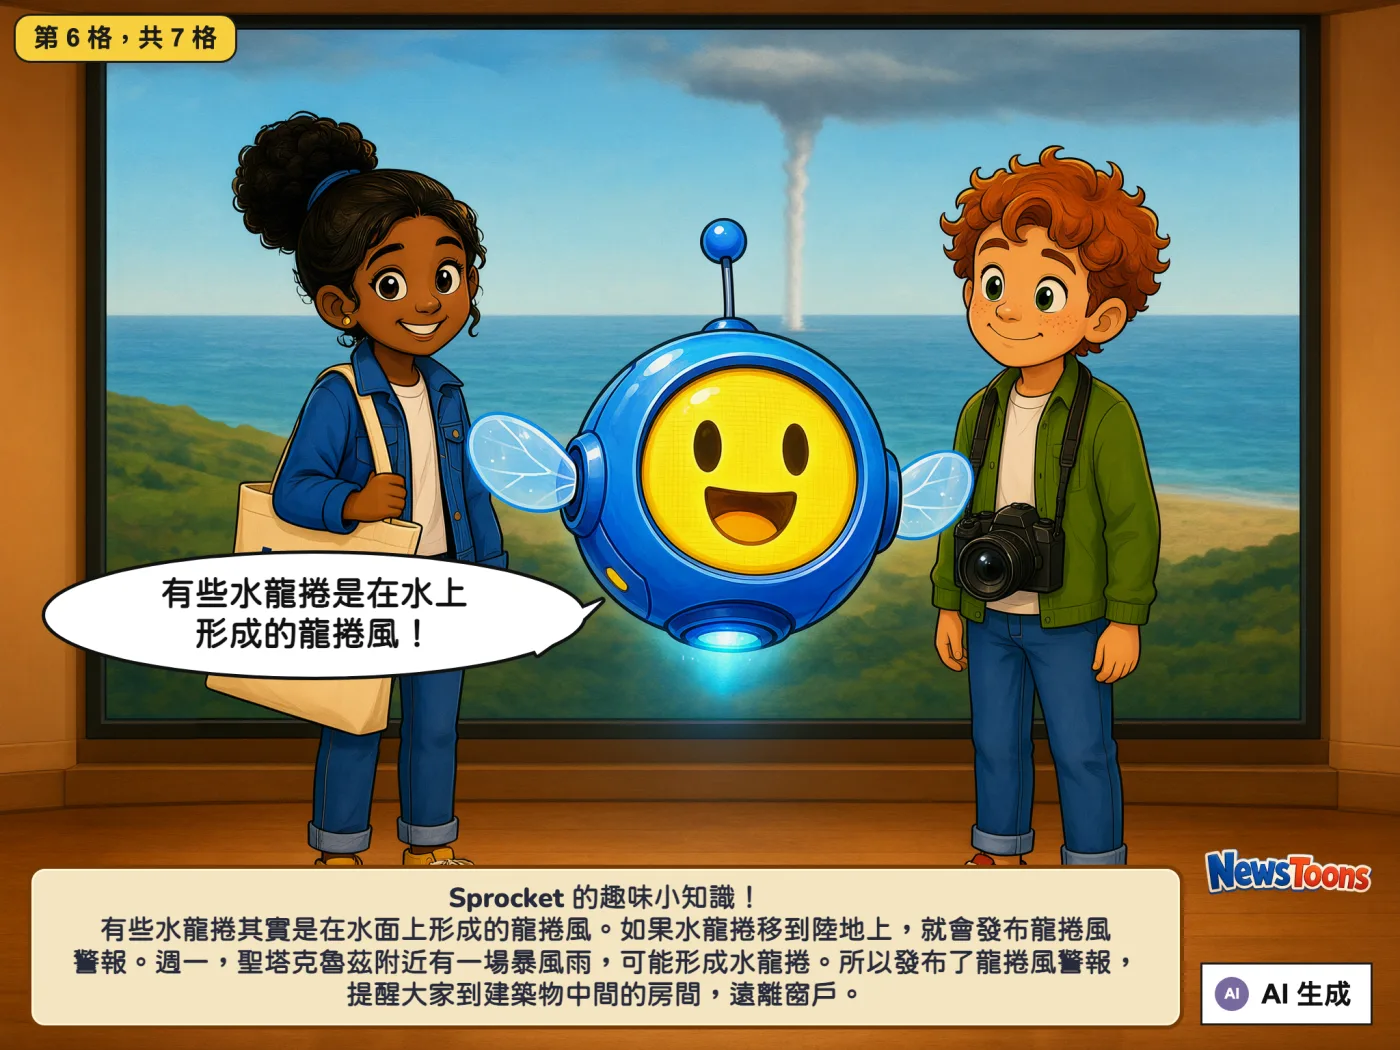 第 6 格，共 7 格
有些水龍捲是在水上
形成的龍捲風！
Sprocket 的趣味小知識！
有些水龍捲其實是在水面上形成的龍捲風。如果水龍捲移到陸地上，就會發布龍捲風
警報。週一，聖塔克魯茲附近有一場暴風雨，可能形成水龍捲。所以發布了龍捲風警報，
提醒大家到建築物中間的房間，遠離窗戶。
NewsToons
AI AI 生成